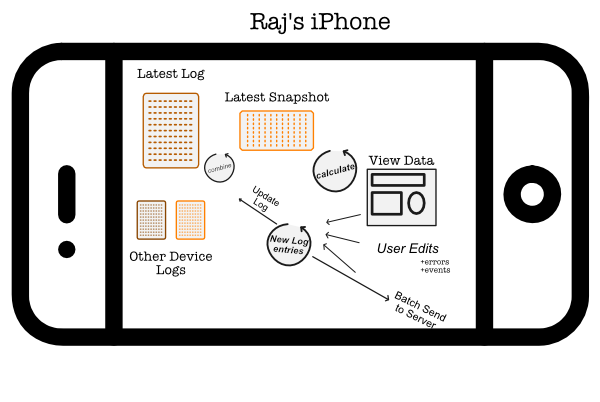 Raj's iPhone
Latest Log
Latest Snapshot
combine
calculate
View Data
Update
Log
New Log
entries
User Edits
+errors
+events
Other Device
Logs
Batch Send
to Server